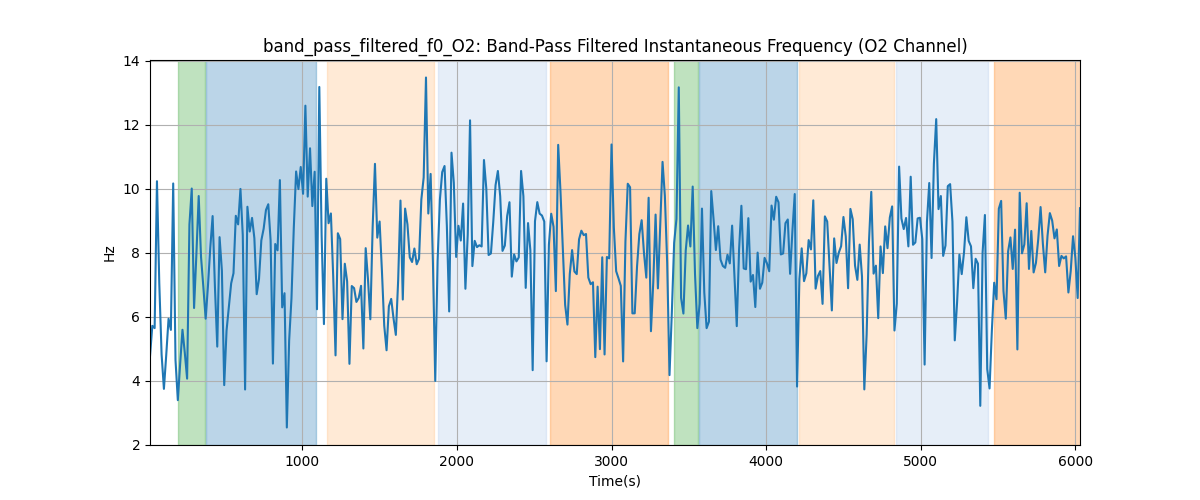 band_pass_filtered_f0_O2: Band-Pass Filtered Instantaneous Frequency (O2 Channel)
14
12
10
8
6
4
2
Hz
1000 2000 3000 4000 5000 6000
Time(s)